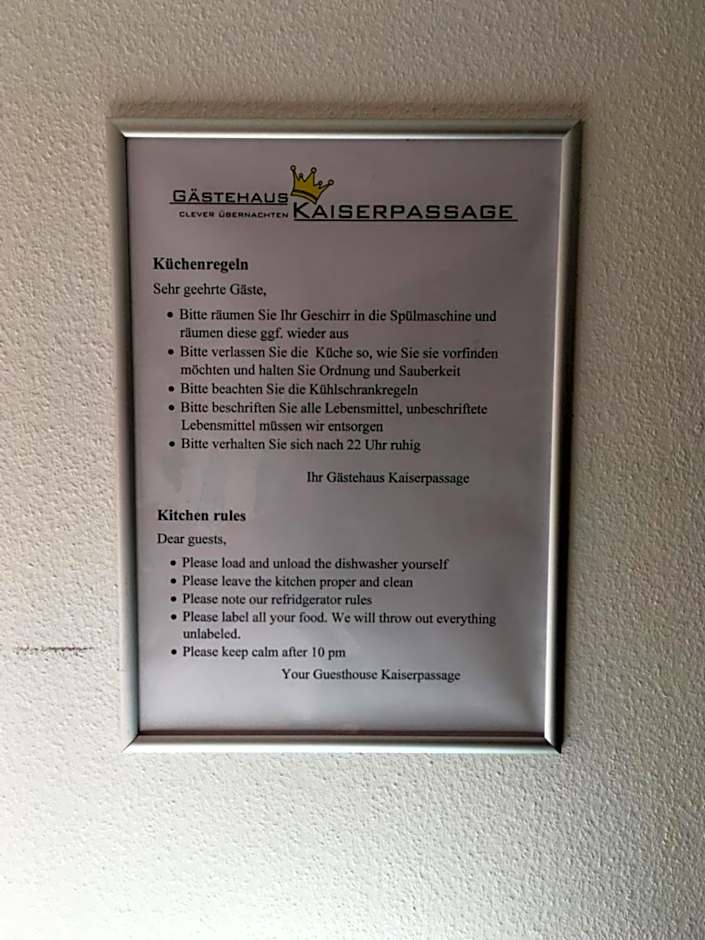 GÄSTEHAUS
CLEVER ÜBERNACHTEN KAISERPASSAGE
Küchenregeln
Sehr geehrte Gäste,
• Bitte räumen Sie Ihr Geschirr in die Spülmaschine und
räumen diese ggf. wieder aus
• Bitte verlassen Sie die Küche so, wie Sie sie vorfinden
möchten und halten Sie Ordnung und Sauberkeit
• Bitte beachten Sie die Kühlschrankregeln
• Bitte beschriften Sie alle Lebensmittel, unbeschriftete
Lebensmittel müssen wir entsorgen
• Bitte verhalten Sie sich nach 22 Uhr ruhig
Ihr Gästehaus Kaiserpassage
Kitchen rules
Dear guests,
• Please load and unload the dishwasher yourself
• Please leave the kitchen proper and clean
• Please note our refridgerator rules
• Please label all your food. We will throw out everything
unlabeled.
• Please keep calm after 10 pm
Your Guesthouse Kaiserpassage